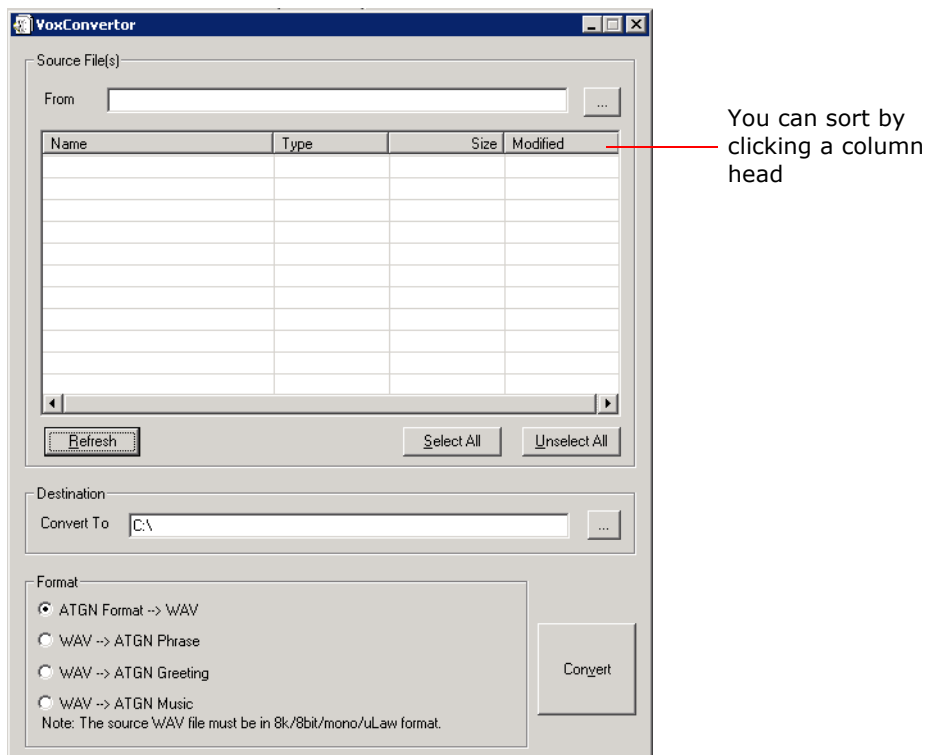 VoxConvertor
Source File(s)
From
...
Name Type Size Modified
You can sort by
clicking a column
head
Refresh Select All Unselect All
Destination
Convert To C:\ ...
Format
ATGN Format --> WAV
WAV --> ATGN Phrase
WAV --> ATGN Greeting
WAV --> ATGN Music
Note: The source WAV file must be in 8k/8bit/mono/uLaw format.
Convert